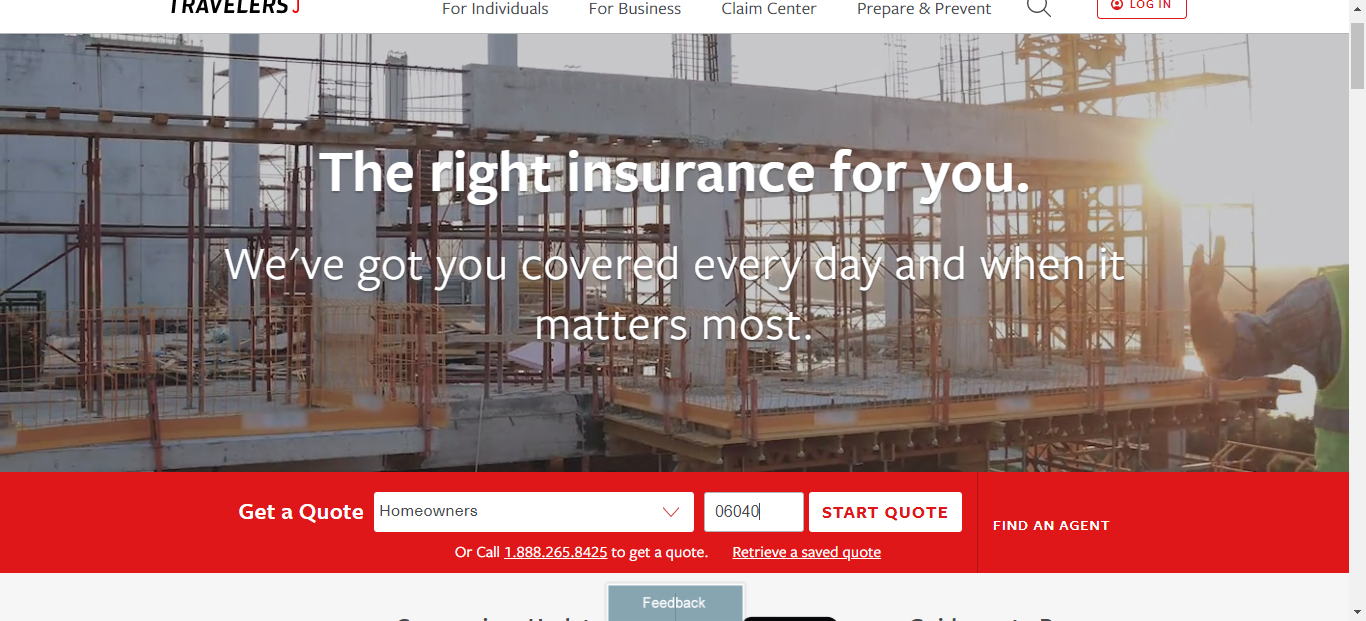 TRAVELERS
For Individuals
For Business
Claim Center
Prepare & Prevent
LOG IN
The right insurance for you.
We've got you covered every day and when it
matters most.
Get a Quote
Homeowners
06040
START QUOTE
FIND AN AGENT
Or Call 1.888.265.8425 to get a quote.
Retrieve a saved quote
Feedback